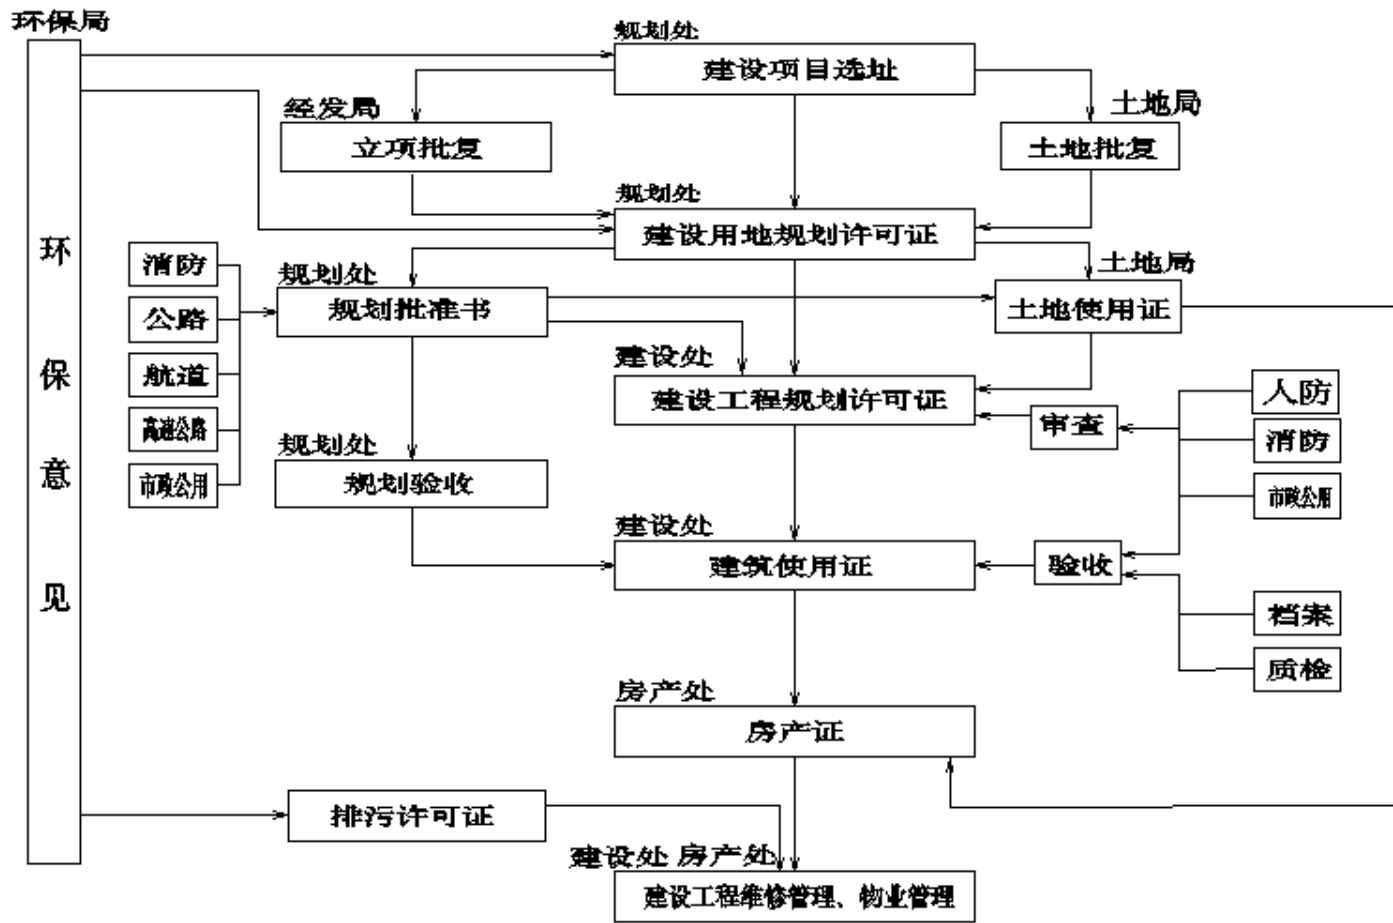 环保局
规划处
建设项目选址
经发局
土地局
立项批复
土地批复
规划处
建设用地规划许可证
环保意见
消防
公路
航道
高速公路
市政公用
规划处
规划批准书
土地局
土地使用证
建设处
建设工程规划许可证
审查
人防
消防
市政公用
规划处
规划验收
建设处
建筑使用证
验收
档案
质检
房产处
房产证
排污许可证
建设处 房产处
建设工程维修管理、物业管理